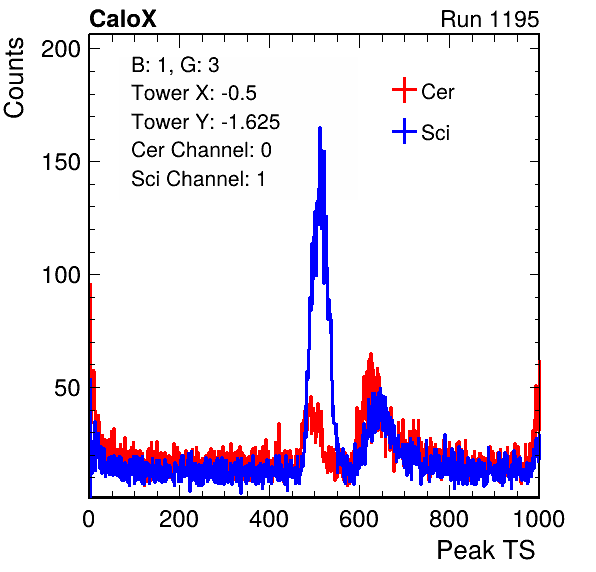 CaloX Run 1195
Counts
B: 1, G: 3
Tower X: -0.5
Tower Y: -1.625
Cer Channel: 0
Sci Channel: 1
Cer
Sci
200
150
100
50
0 200 400 600 800 1000
Peak TS